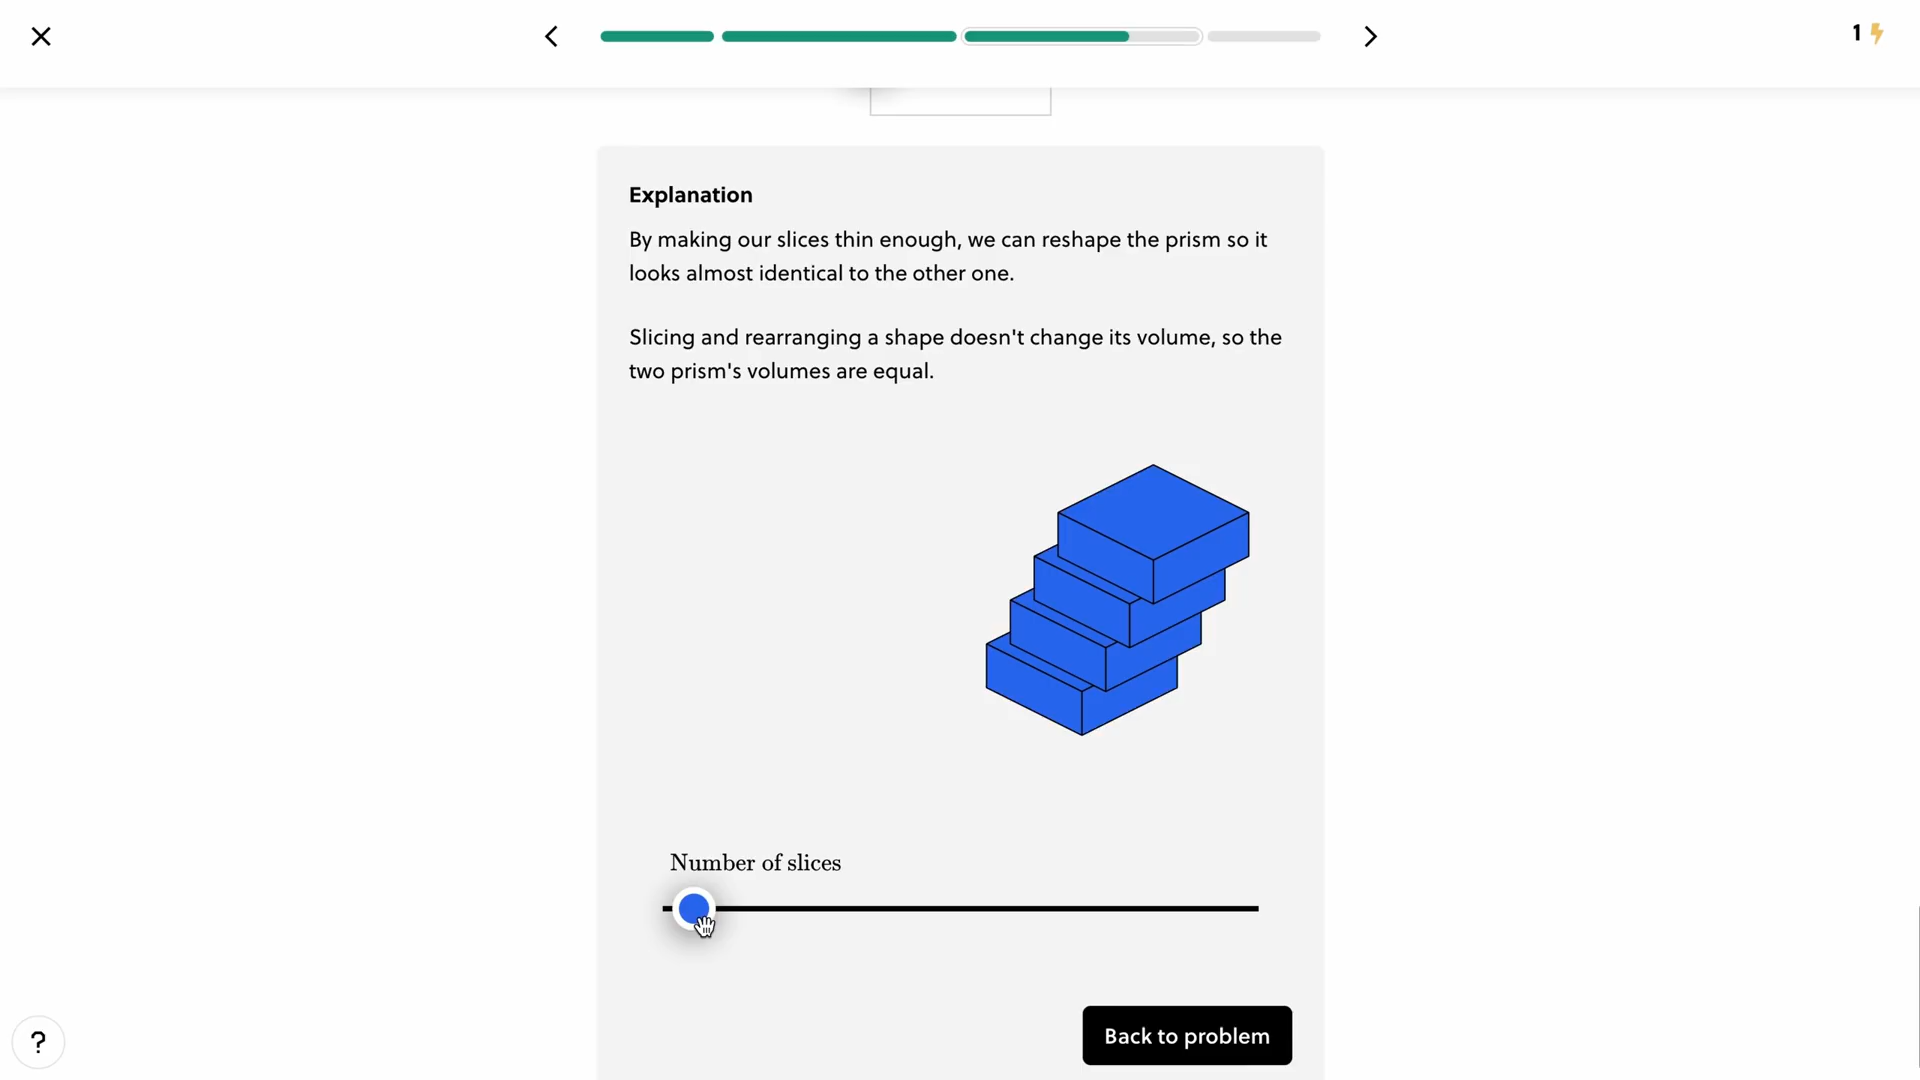 1
Explanation
By making our slices thin enough, we can reshape the prism so it
looks almost identical to the other one.
Slicing and rearranging a shape doesn't change its volume, so the
two prism's volumes are equal.
Number of slices
Back to problem
?